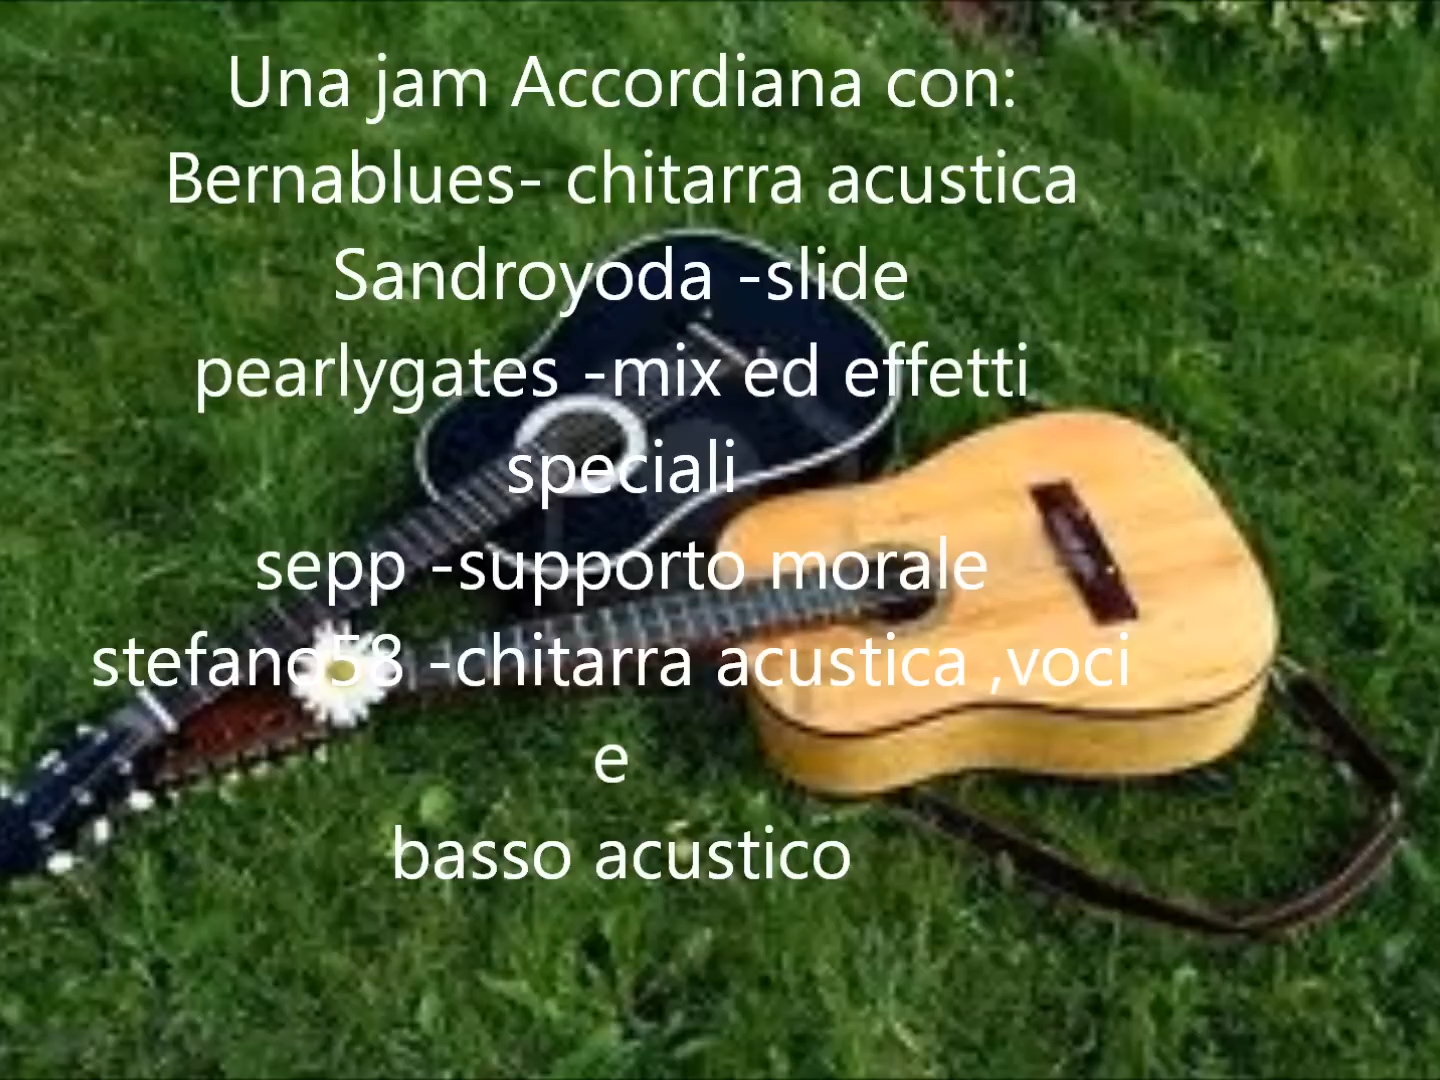 Una jam Accordiana con:
Bernablues- chitarra acustica
Sandroyoda -slide
pearlygates -mix ed effetti
speciali
sepp -supporto morale
stefano58 -chitarra acustica ,voci
e
basso acustico